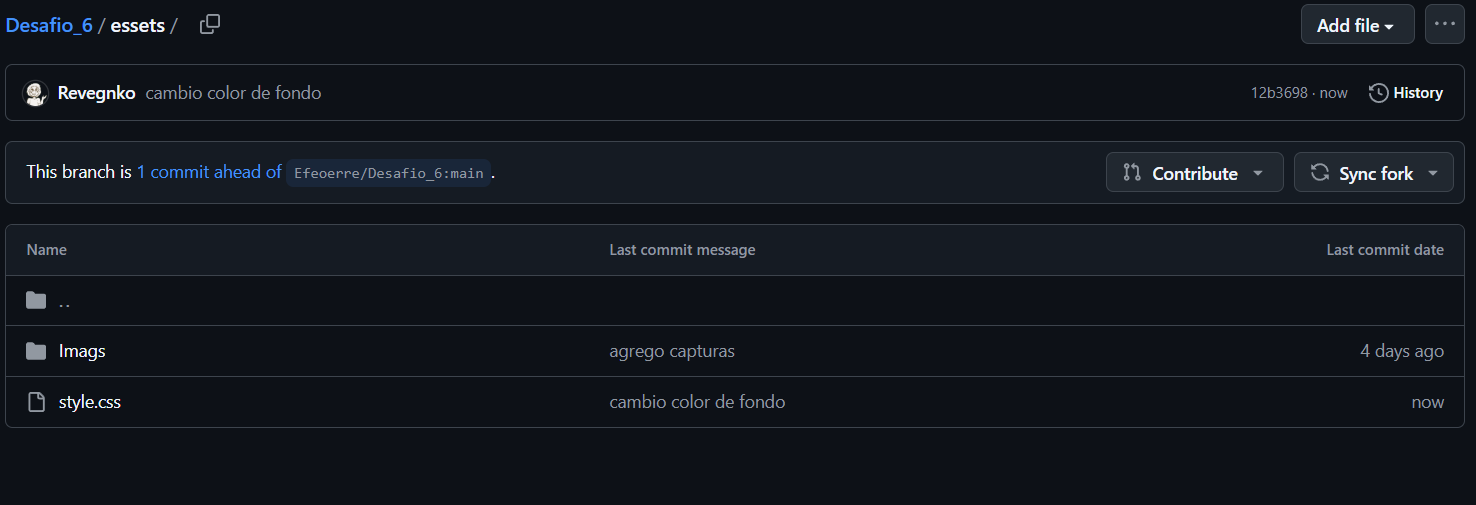 Desafio_6 / essets /
Add file
...
Revegnko cambio color de fondo
12b3698 · now
History
This branch is 1 commit ahead of Efeoerre/Desafio_6:main.
Contribute
Sync fork
Name Last commit message Last commit date
..
Imags agrego capturas 4 days ago
style.css cambio color de fondo now